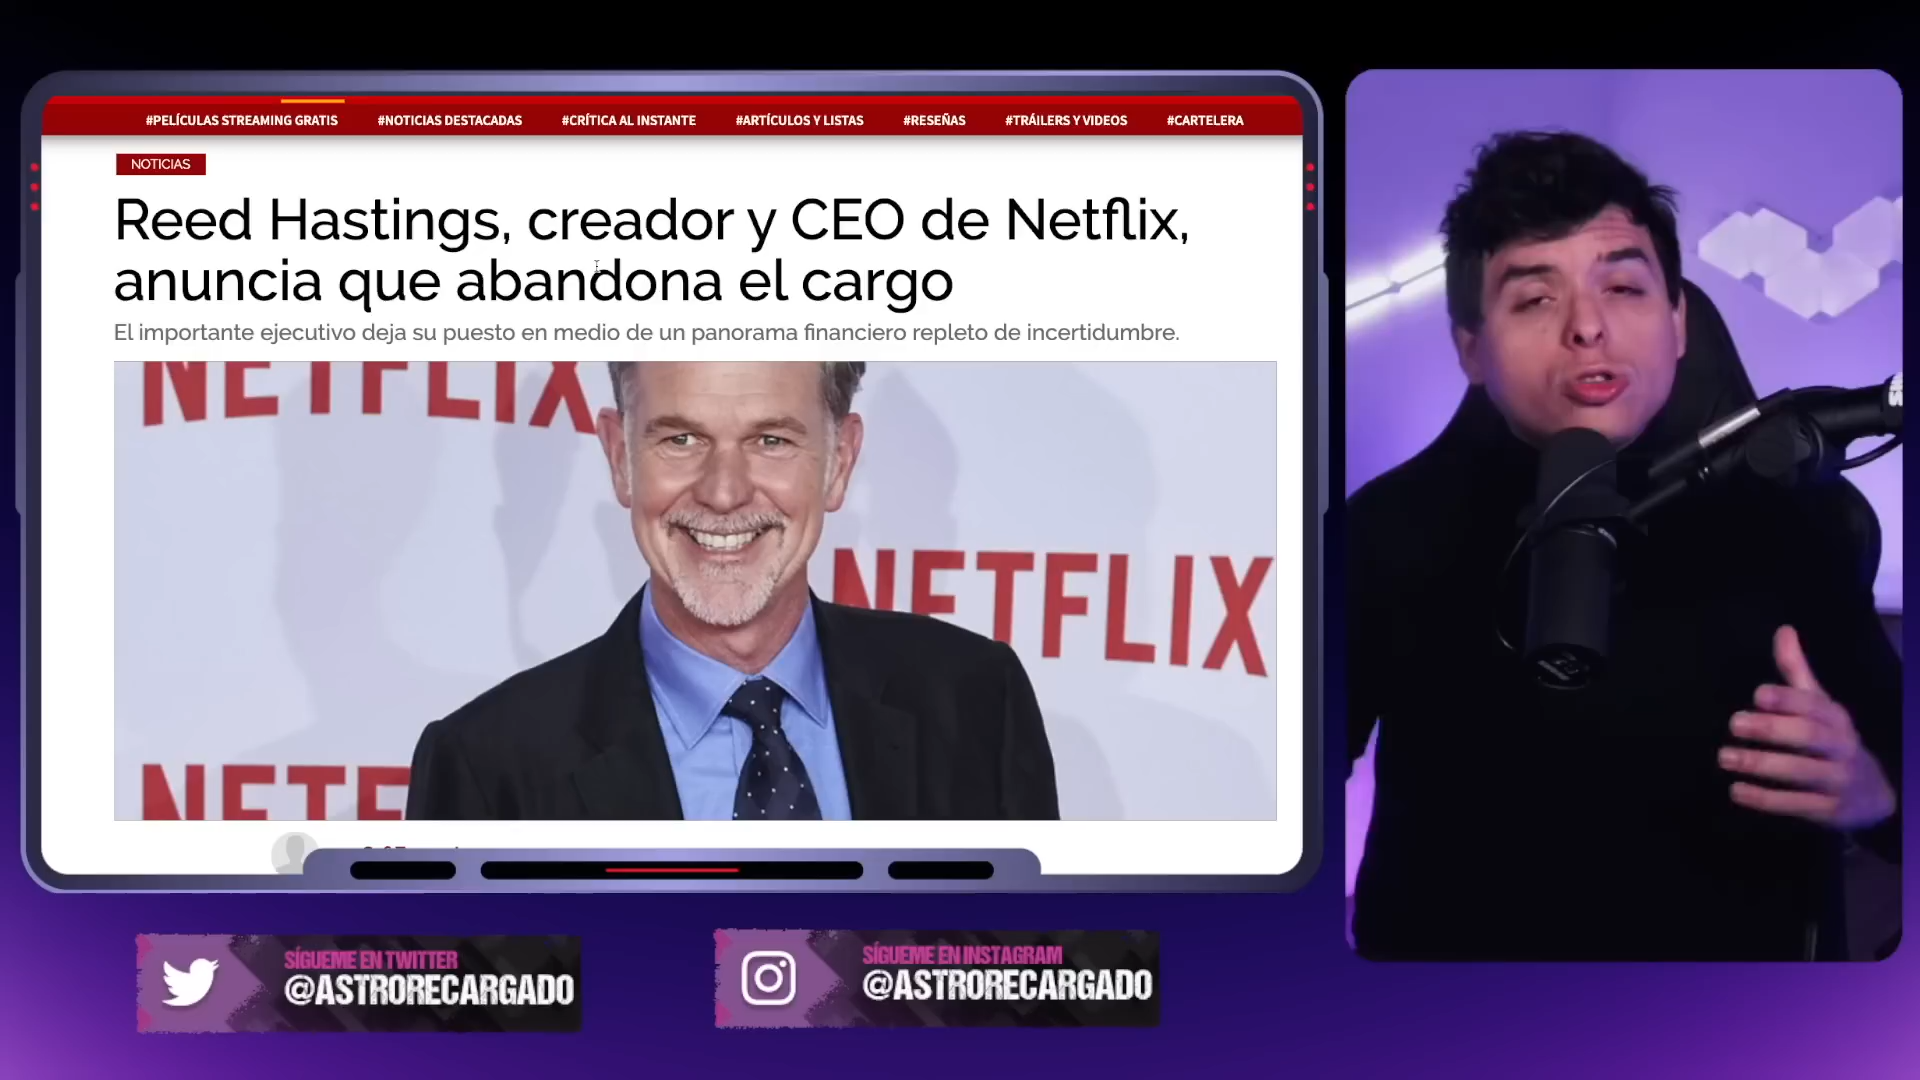 #PELÍCULAS STREAMING GRATIS #NOTICIAS DESTACADAS #CRÍTICA AL INSTANTE #ARTÍCULOS Y LISTAS #RESEÑAS #TRÁILERS Y VIDEOS #CARTELERA
NOTICIAS
Reed Hastings, creador y CEO de Netflix,
anuncia que abandona el cargo
El importante ejecutivo deja su puesto en medio de un panorama financiero repleto de incertidumbre.
NETFLIX
NETFLIX
NETF
SÍGUEME EN TWITTER
@ASTRORECARGADO
SÍGUEME EN INSTAGRAM
@ASTRORECARGADO